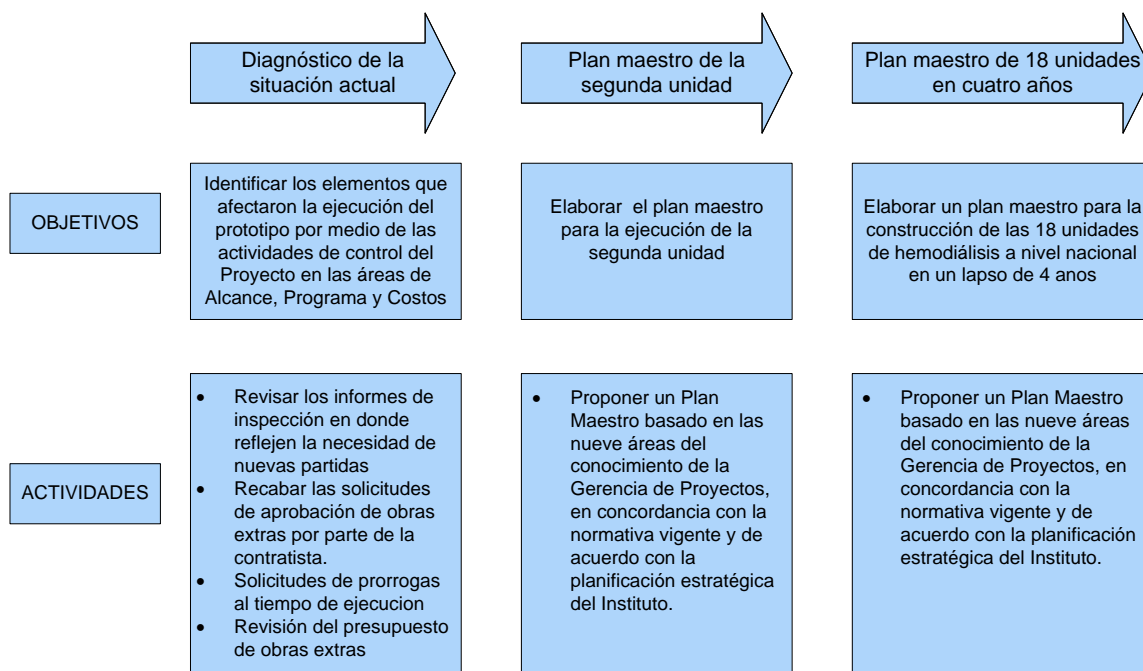 Diagnóstico de la
situación actual
Plan maestro de la
segunda unidad
Plan maestro de 18 unidades
en cuatro años
OBJETIVOS
Identificar los elementos que
afectaron la ejecución del
prototipo por medio de las
actividades de control del
Proyecto en las áreas de
Alcance, Programa y Costos
Elaborar el plan maestro
para la ejecución de la
segunda unidad
Elaborar un plan maestro para la
construcción de las 18 unidades
de hemodiálisis a nivel nacional
en un lapso de 4 anos
ACTIVIDADES
• Revisar los informes de
inspección en donde
reflejen la necesidad de
nuevas partidas
• Recabar las solicitudes
de aprobación de obras
extras por parte de la
contratista.
• Solicitudes de prorrogas
al tiempo de ejecucion
• Revisión del presupuesto
de obras extras
• Proponer un Plan
Maestro basado en las
nueve áreas del
conocimiento de la
Gerencia de Proyectos,
en concordancia con la
normativa vigente y de
acuerdo con la
planificación estratégica
del Instituto.
• Proponer un Plan Maestro
basado en las nueve áreas
del conocimiento de la
Gerencia de Proyectos, en
concordancia con la
normativa vigente y de
acuerdo con la planificación
estratégica del Instituto.